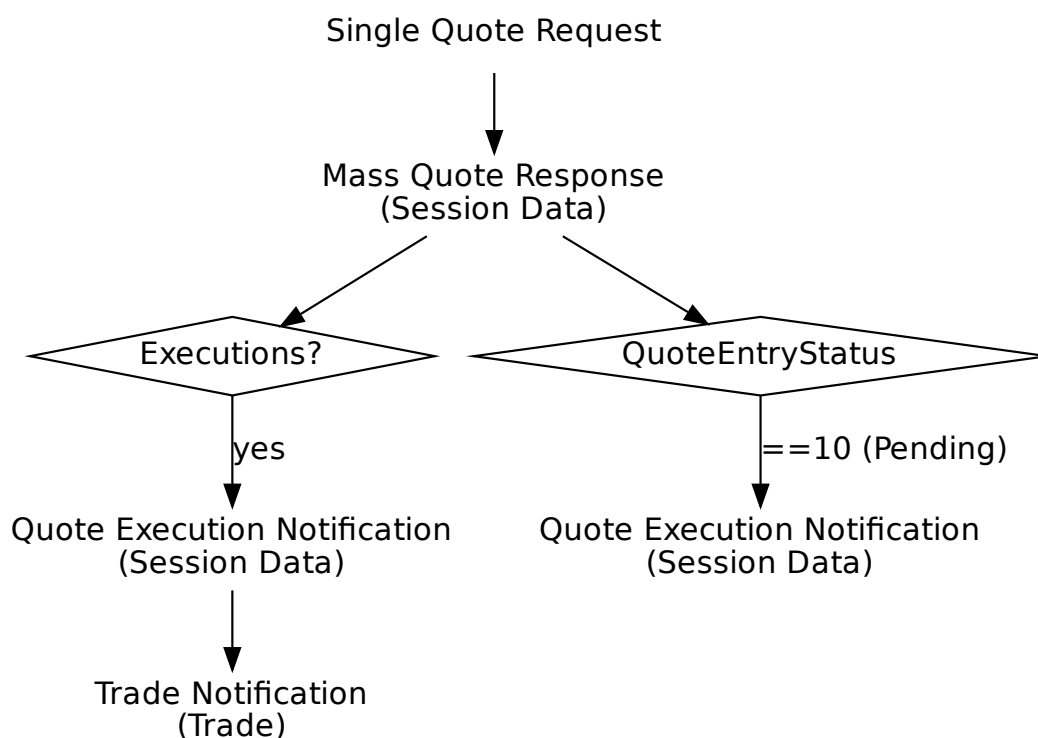 Single Quote Request
Mass Quote Response
(Session Data)
Executions?
QuoteEntryStatus
yes
==10 (Pending)
Quote Execution Notification
(Session Data)
Quote Execution Notification
(Session Data)
Trade Notification
(Trade)